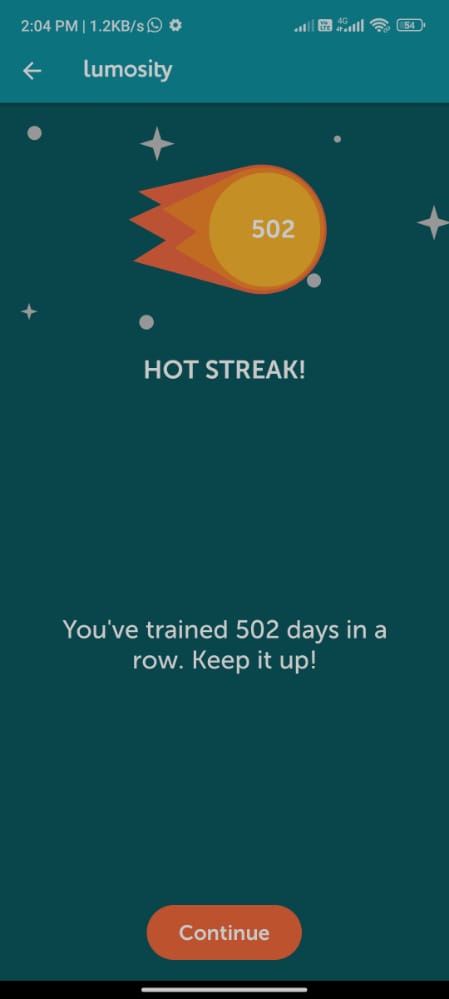 2:04 PM | 1.2KB/s
4G
54
lumosity
502
HOT STREAK!
You've trained 502 days in a
row. Keep it up!
Continue